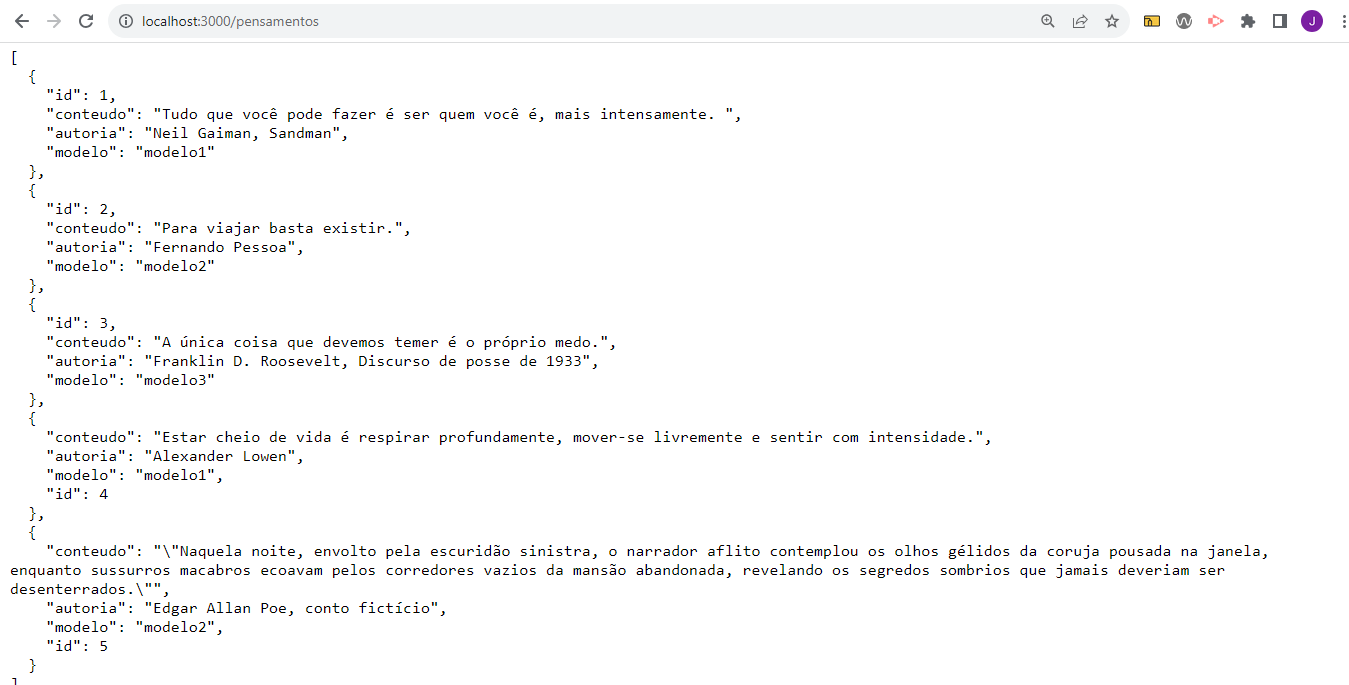 localhost:3000/pensamentos
J
[
  {
    "id": 1,
    "conteudo": "Tudo que você pode fazer é ser quem você é, mais intensamente. ",
    "autoria": "Neil Gaiman, Sandman",
    "modelo": "modelo1"
  },
  {
    "id": 2,
    "conteudo": "Para viajar basta existir.",
    "autoria": "Fernando Pessoa",
    "modelo": "modelo2"
  },
  {
    "id": 3,
    "conteudo": "A única coisa que devemos temer é o próprio medo.",
    "autoria": "Franklin D. Roosevelt, Discurso de posse de 1933",
    "modelo": "modelo3"
  },
  {
    "conteudo": "Estar cheio de vida é respirar profundamente, mover-se livremente e sentir com intensidade.",
    "autoria": "Alexander Lowen",
    "modelo": "modelo1",
    "id": 4
  },
  {
    "conteudo": "\"Naquela noite, envolto pela escuridão sinistra, o narrador aflito contemplou os olhos gélidos da coruja pousada na janela,
enquanto sussurros macabros ecoavam pelos corredores vazios da mansão abandonada, revelando os segredos sombrios que jamais deveriam ser
desenterrados.\"",
    "autoria": "Edgar Allan Poe, conto fictício",
    "modelo": "modelo2",
    "id": 5
  }
]